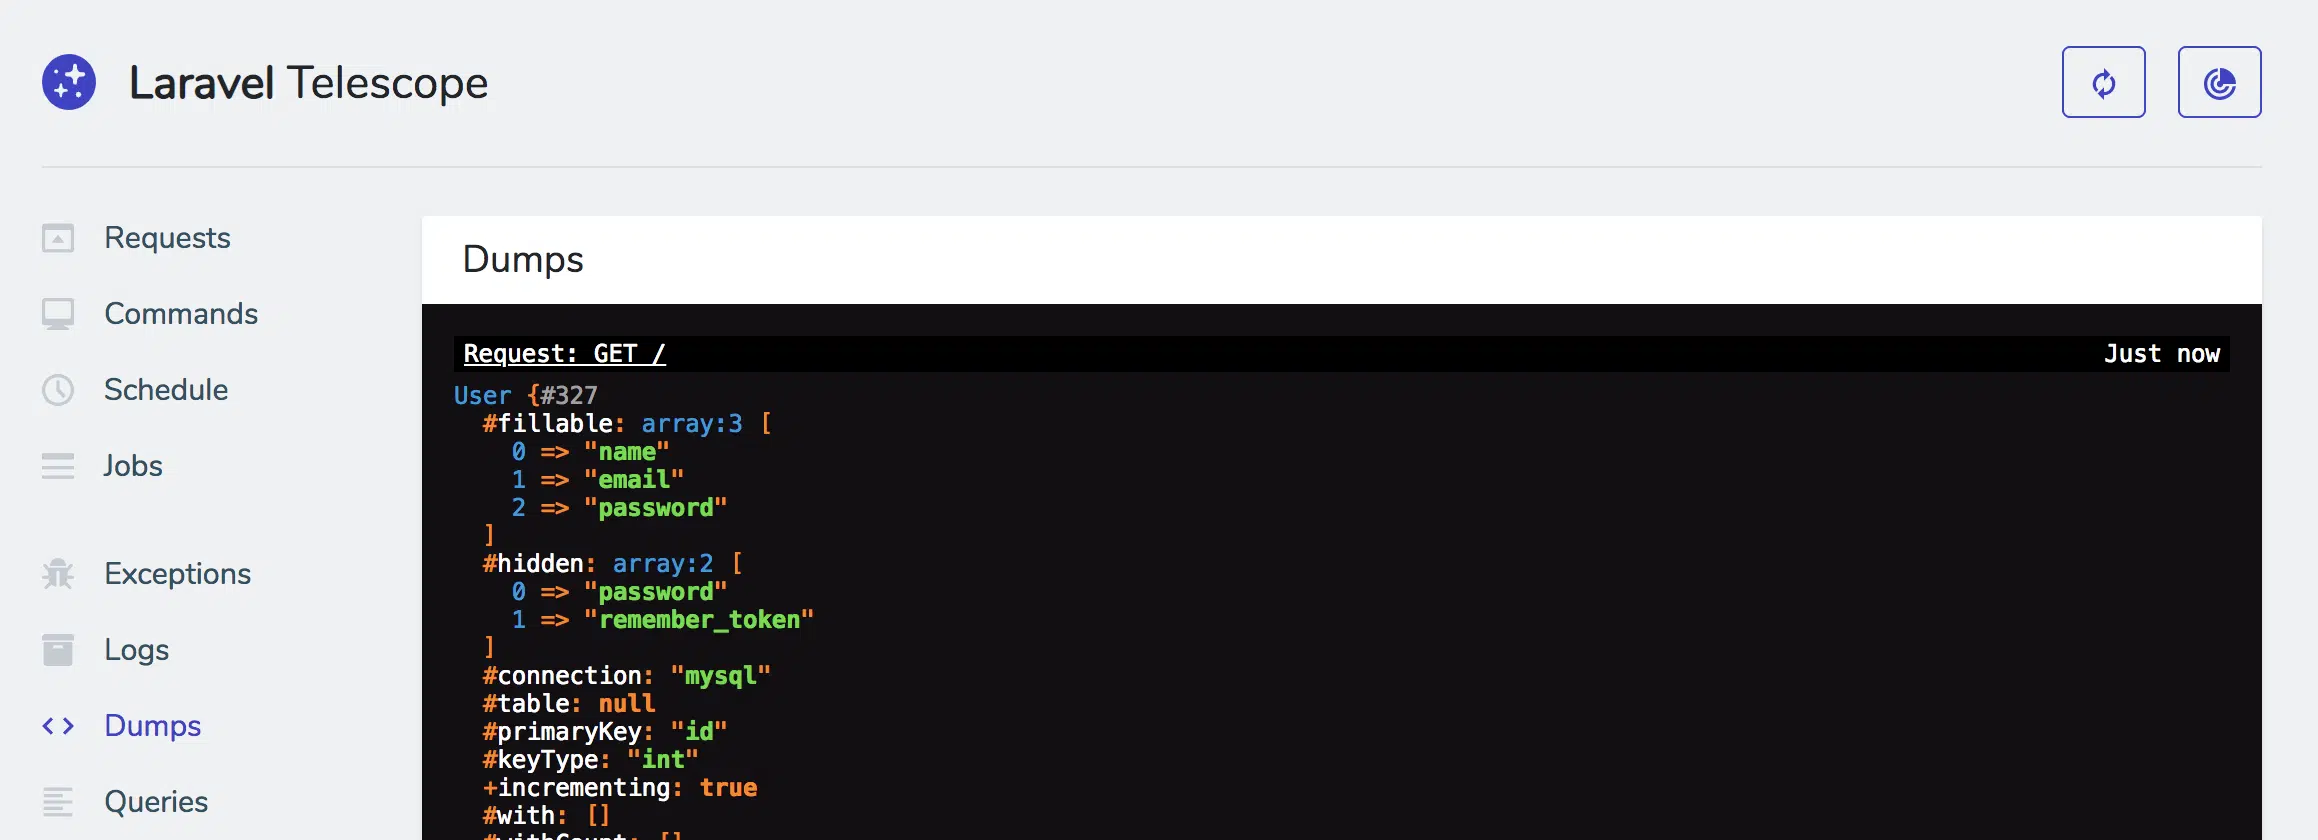 Laravel Telescope
Requests
Commands
Schedule
Jobs
Exceptions
Logs
Dumps
Queries
Dumps
Request: GET / Just now
User {#327
#fillable: array:3 [
0 => "name"
1 => "email"
2 => "password"
]
#hidden: array:2 [
0 => "password"
1 => "remember_token"
]
#connection: "mysql"
#table: null
#primaryKey: "id"
#keyType: "int"
+incrementing: true
#with: []
#withCount: []